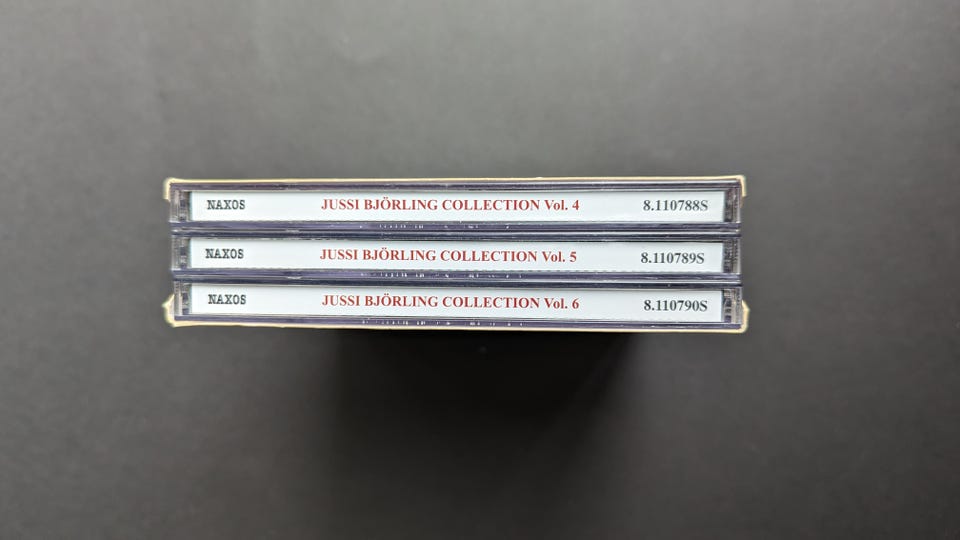 NAXOS JUSSI BJÖRLING COLLECTION Vol. 4 8.110788S
NAXOS JUSSI BJÖRLING COLLECTION Vol. 5 8.110789S
NAXOS JUSSI BJÖRLING COLLECTION Vol. 6 8.110790S